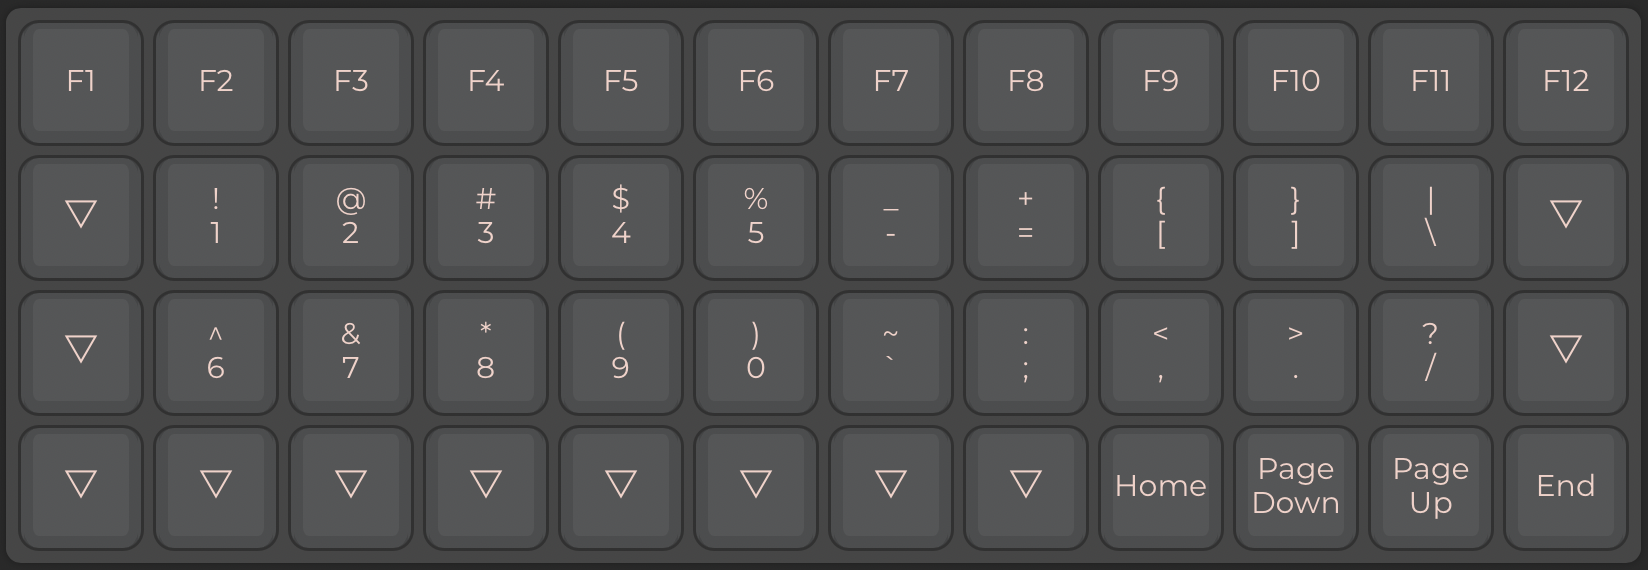 F1 F2 F3 F4 F5 F6 F7 F8 F9 F10 F11 F12
▽ ! @ # $ % _ + { } | ▽
1 2 3 4 5 - = [ ] \
▽ ^ & * ( ) ~ : < > ? ▽
6 7 8 9 0 ` ; , . /
▽ ▽ ▽ ▽ ▽ ▽ ▽ ▽ Home Page Page End
Down Up